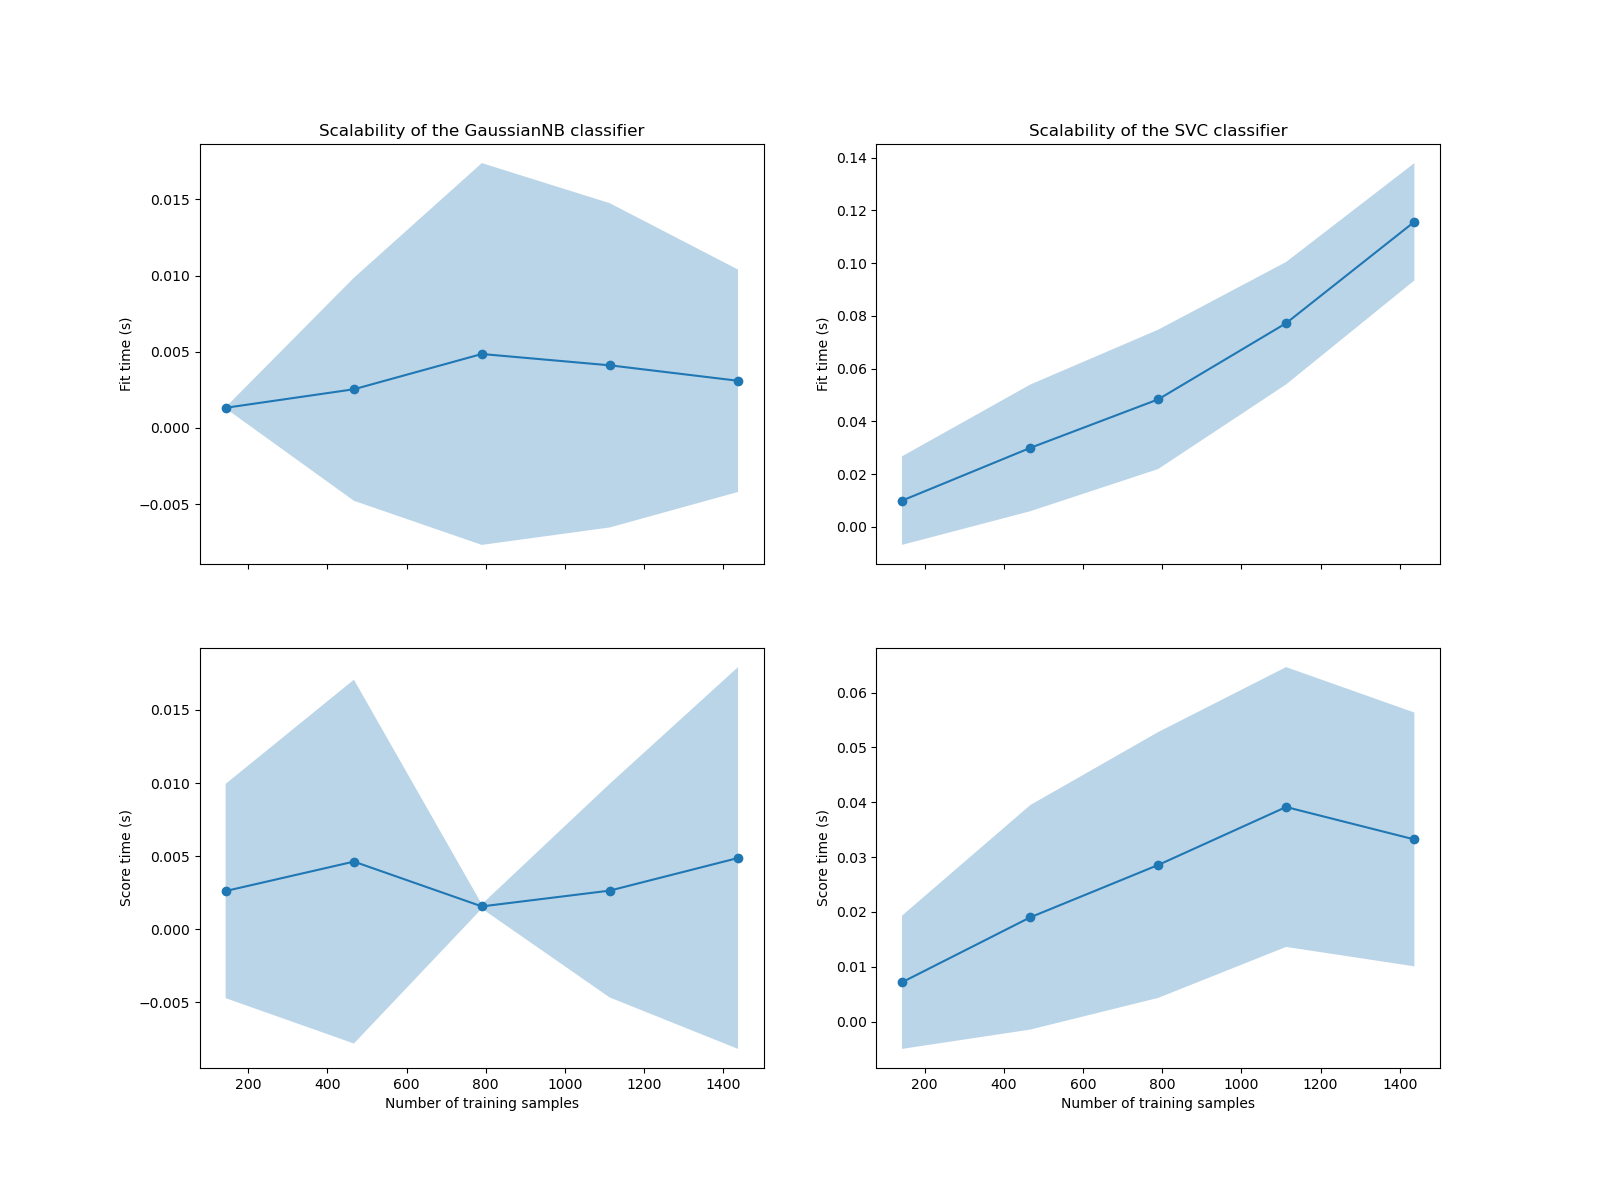 Scalability of the GaussianNB classifier
Fit time (s)
0.015
0.010
0.005
0.000
−0.005
Scalability of the SVC classifier
Fit time (s)
0.14
0.12
0.10
0.08
0.06
0.04
0.02
0.00
Score time (s)
0.015
0.010
0.005
0.000
−0.005
200 400 600 800 1000 1200 1400
Number of training samples
Score time (s)
0.06
0.05
0.04
0.03
0.02
0.01
0.00
200 400 600 800 1000 1200 1400
Number of training samples